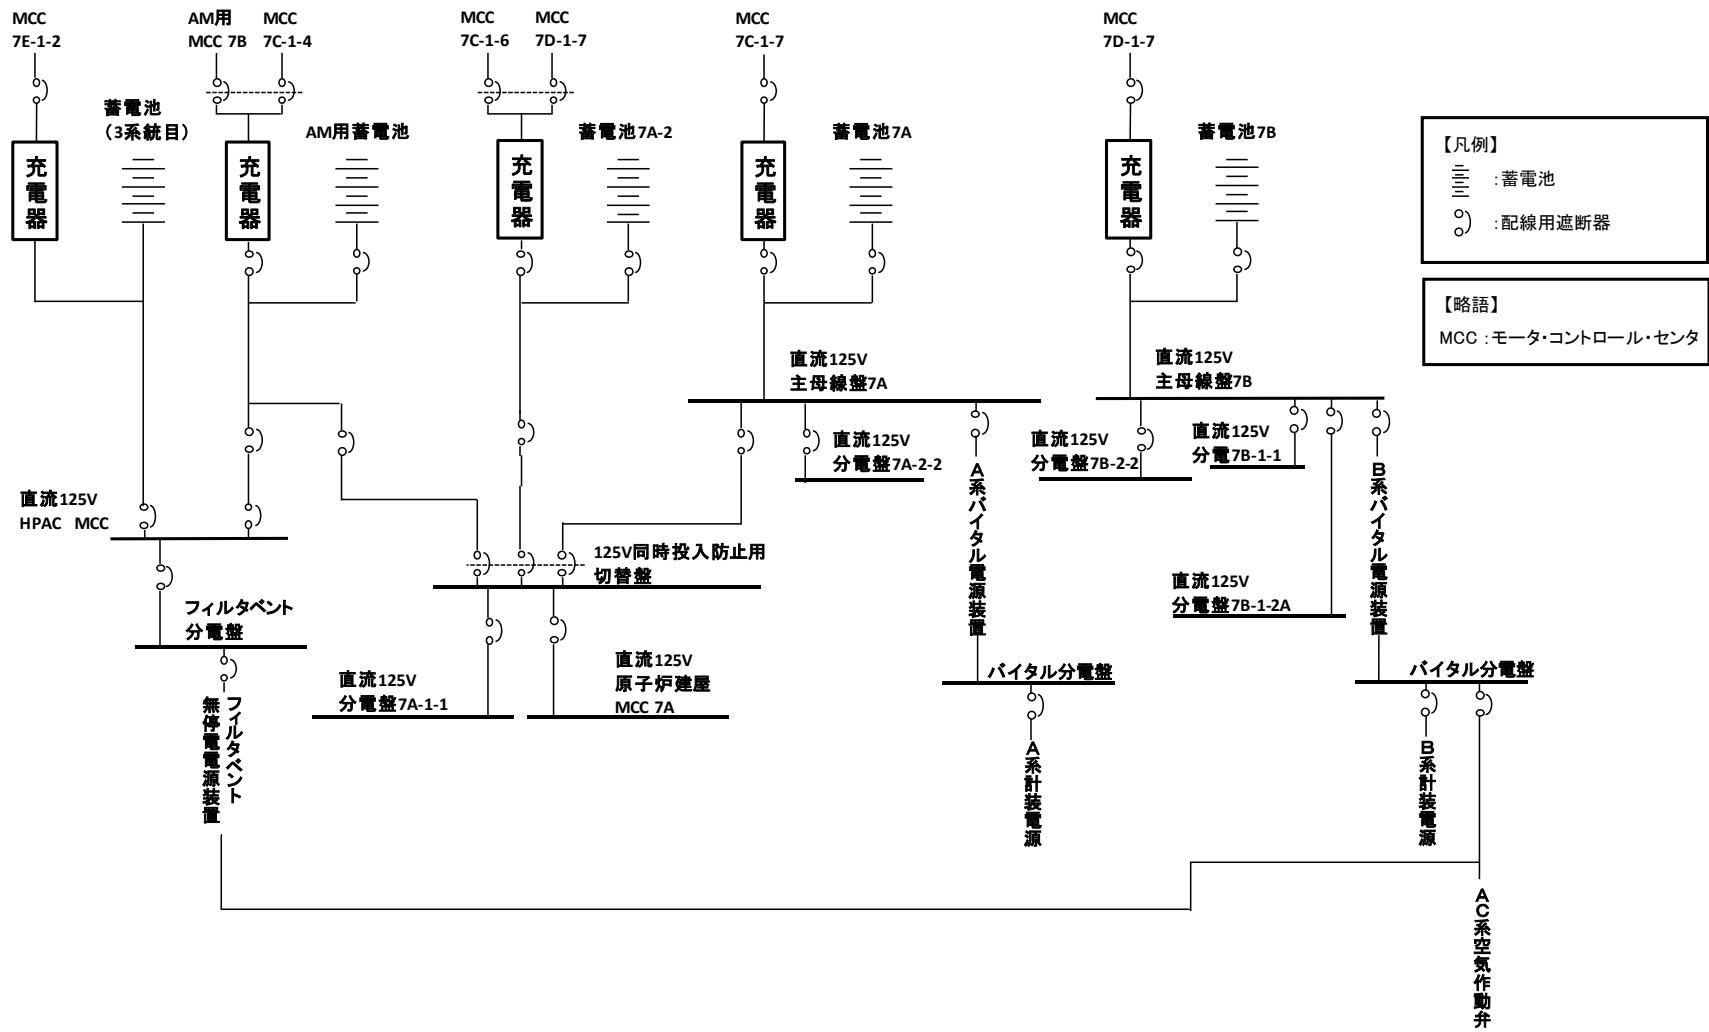 MCC
7E-1-2
AM用
MCC 7B
MCC
7C-1-4
MCC
7C-1-6
MCC
7D-1-7
MCC
7C-1-7
MCC
7D-1-7
蓄電池
（3系統目）
AM用蓄電池
蓄電池7A-2
蓄電池7A
蓄電池7B
充電器
充電器
充電器
充電器
充電器
【凡例】
：蓄電池
：配線用遮断器
【略語】
MCC：モータ・コントロール・センタ
直流125V
主母線盤7A
直流125V
主母線盤7B
直流125V
分電盤7A-2-2
直流125V
分電盤7B-2-2
直流125V
分電7B-1-1
直流125V
HPAC MCC
A系バイタル電源装置
B系バイタル電源装置
125V同時投入防止用
切替盤
直流125V
分電盤7B-1-2A
フィルタベント
分電盤
直流125V
分電盤7A-1-1
直流125V
原子炉建屋
MCC 7A
バイタル分電盤
バイタル分電盤
フィルタベント
無停電電源装置
A系計装電源
B系計装電源
AC系空気作動弁